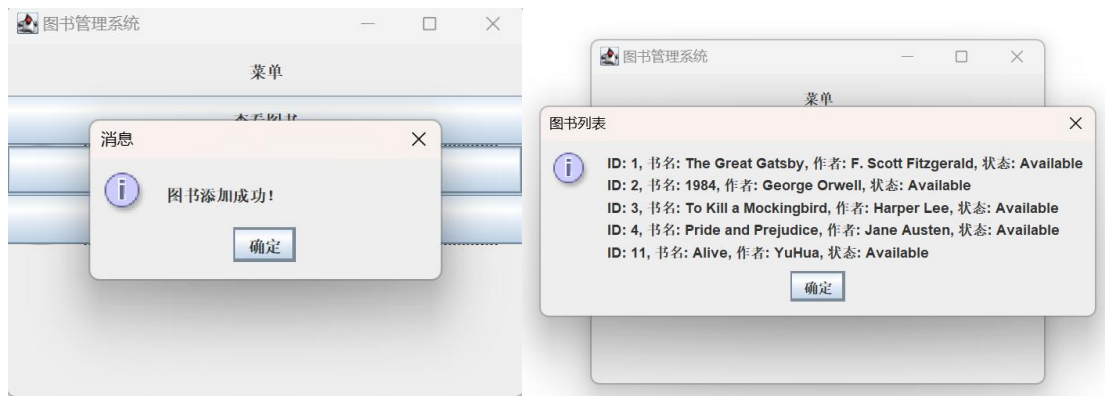 图书管理系统
菜单
查看图书
消息
图书添加成功!
确定
图书管理系统
菜单
图书列表
ID: 1, 书名: The Great Gatsby, 作者: F. Scott Fitzgerald, 状态: Available
ID: 2, 书名: 1984, 作者: George Orwell, 状态: Available
ID: 3, 书名: To Kill a Mockingbird, 作者: Harper Lee, 状态: Available
ID: 4, 书名: Pride and Prejudice, 作者: Jane Austen, 状态: Available
ID: 11, 书名: Alive, 作者: YuHua, 状态: Available
确定